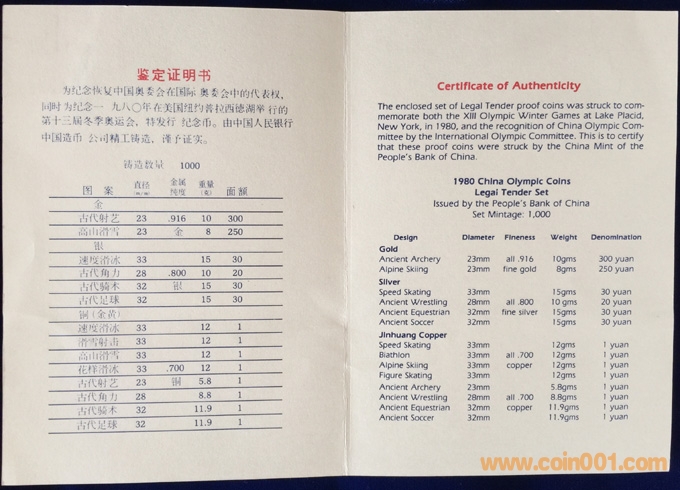 鉴定证明书
为纪念恢复中国奥委会在国际奥委会中的代表权,
同时为纪念一九八〇年在美国纽约普拉西德湖举行的
第十三届冬季奥运会,特发行纪念币。由中国人民银行
中国造币公司精工铸造,谨予证实。
铸造数量 1000
图案 直径(m/m) 金属纯度 重量(克) 面额
金
古代射艺 23 .916 10 300
高山滑雪 23 金 8 250
银
速度滑冰 33 15 30
古代角力 28 .800 10 20
古代骑术 32 银 15 30
古代足球 32 15 30
铜(金黄)
速度滑冰 33 12 1
滑雪射击 33 12 1
高山滑雪 33 12 1
花样滑冰 33 .700 12 1
古代射艺 23 铜 5.8 1
古代角力 28 8.8 1
古代骑术 32 11.9 1
古代足球 32 11.9 1
Certificate of Authenticity
The enclosed set of Legal Tender proof coins was struck to com-
memorate both the XIII Olympic Winter Games at Lake Placid,
New York, in 1980, and the recognition of China Olympic Com-
mittee by the International Olympic Committee. This is to certify
that these proof coins were struck by the China Mint of the
People's Bank of China.
1980 China Olympic Coins
Legal Tender Set
Issued by the People's Bank of China
Set Mintage: 1,000
Design Diameter Fineness Weight Denomination
Gold
Ancient Archery 23mm all .916 10gms 300 yuan
Alpine Skiing 23mm fine gold 8gms 250 yuan
Silver
Speed Skating 33mm 15gms 30 yuan
Ancient Wrestling 28mm all .800 10 gms 20 yuan
Ancient Equestrian 32mm fine silver 15gms 30 yuan
Ancient Soccer 32mm 15gms 30 yuan
Jinhuang Copper
Speed Skating 33mm 12gms 1 yuan
Biathlon 33mm all .700 12gms 1 yuan
Alpine Skiing 33mm copper 12gms 1 yuan
Figure Skating 33mm 12gms 1 yuan
Ancient Archery 23mm 5.8gms 1 yuan
Ancient Wrestling 28mm all .700 8.8gms 1 yuan
Ancient Equestrian 32mm copper 11.9gms 1 yuan
Ancient Soccer 32mm 11.9gms 1 yuan
www.coin001.com